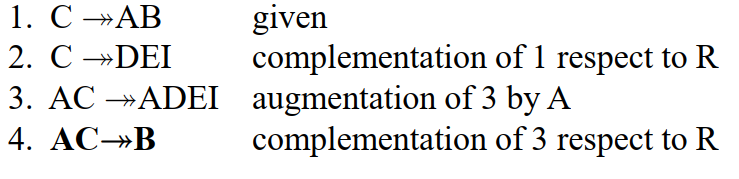 1. C ↠AB given
2. C ↠DEI complementation of 1 respect to R
3. AC ↠ADEI augmentation of 3 by A
4. AC↠B complementation of 3 respect to R